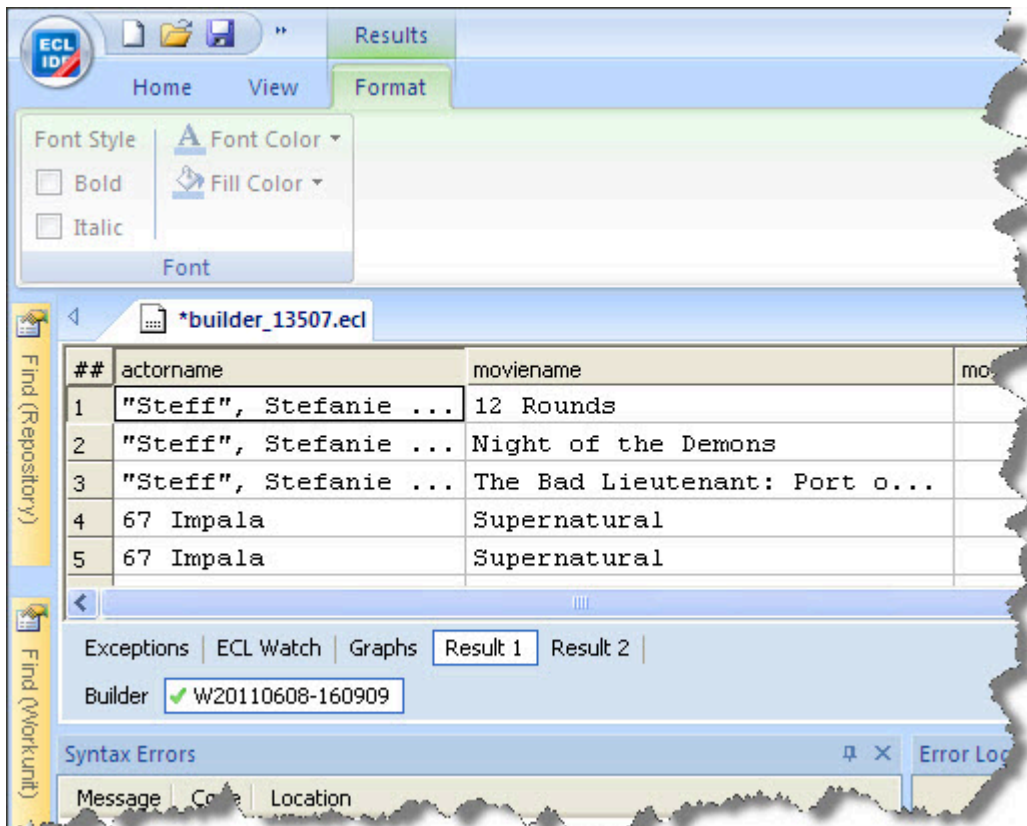 ECL
IDE
Results
Home View Format
Font Style Font Color
Bold Fill Color
Italic
Font
*builder_13507.ecl
Find (Repository)
## actorname moviename
1 "Steff", Stefanie ... 12 Rounds
2 "Steff", Stefanie ... Night of the Demons
3 "Steff", Stefanie ... The Bad Lieutenant: Port o...
4 67 Impala Supernatural
5 67 Impala Supernatural
Exceptions ECL Watch Graphs Result 1 Result 2
Find (Workunit)
Builder W20110608-160909
Syntax Errors Error Log
Message Location